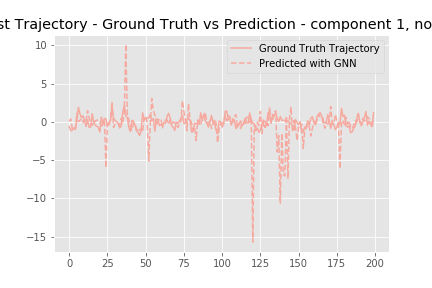 st Trajectory - Ground Truth vs Prediction - component 1, no
Ground Truth Trajectory
Predicted with GNN
10
5
0
−5
−10
−15
0 25 50 75 100 125 150 175 200